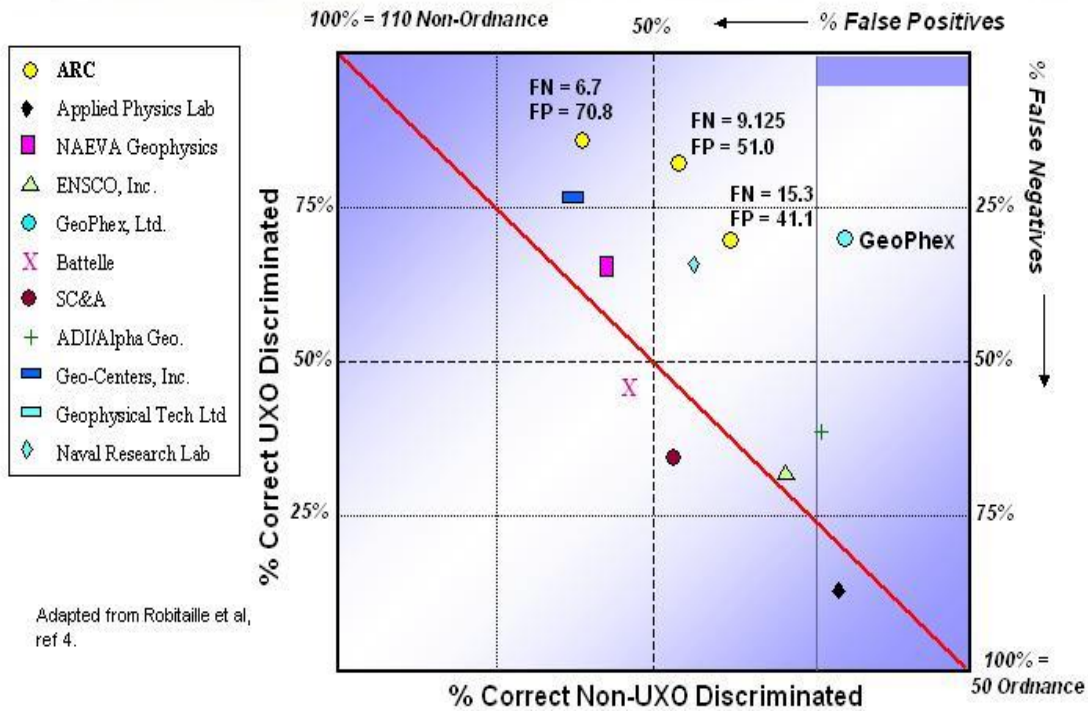 100% = 110 Non-Ordnance
50%
% False Positives
ARC
Applied Physics Lab
NAEVA Geophysics
ENSCO, Inc.
GeoPhex, Ltd.
Battelle
SC&A
ADI/Alpha Geo.
Geo-Centers, Inc.
Geophysical Tech Ltd
Naval Research Lab
Adapted from Robitaille et al,
ref 4.
% Correct UXO Discriminated
75%
50%
25%
FN = 6.7
FP = 70.8
FN = 9.125
FP = 51.0
FN = 15.3
FP = 41.1
GeoPhex
X
25%
50%
75%
% False Negatives
100% =
50 Ordnance
% Correct Non-UXO Discriminated